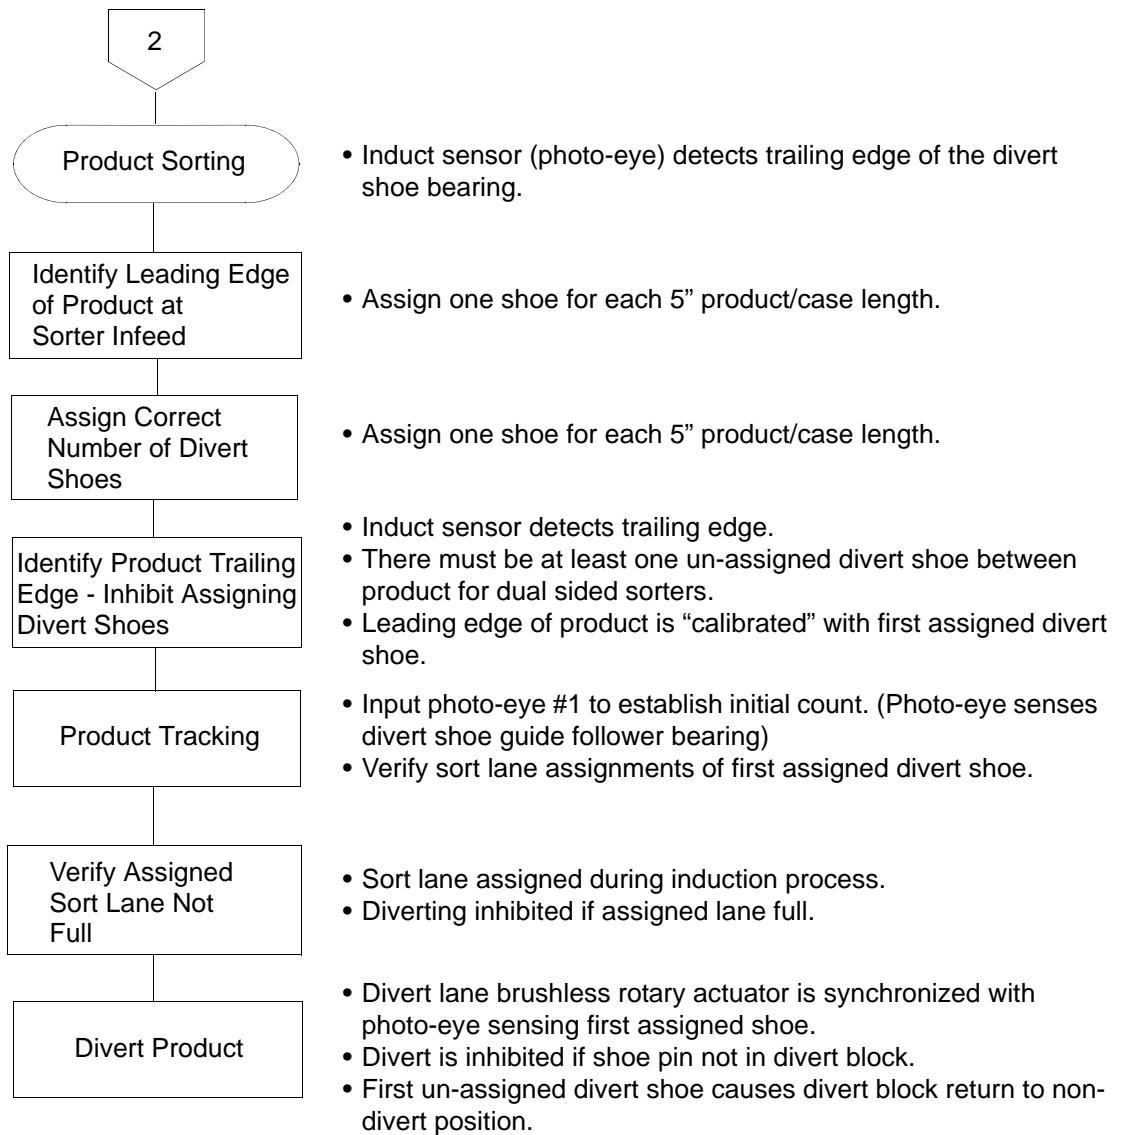 2
Product Sorting
• Induct sensor (photo-eye) detects trailing edge of the divert
shoe bearing.
Identify Leading Edge
of Product at
Sorter Infeed
• Assign one shoe for each 5” product/case length.
Assign Correct
Number of Divert
Shoes
• Assign one shoe for each 5” product/case length.
Identify Product Trailing
Edge - Inhibit Assigning
Divert Shoes
• Induct sensor detects trailing edge.
• There must be at least one un-assigned divert shoe between
product for dual sided sorters.
• Leading edge of product is “calibrated” with first assigned divert
shoe.
Product Tracking
• Input photo-eye #1 to establish initial count. (Photo-eye senses
divert shoe guide follower bearing)
• Verify sort lane assignments of first assigned divert shoe.
Verify Assigned
Sort Lane Not
Full
• Sort lane assigned during induction process.
• Diverting inhibited if assigned lane full.
Divert Product
• Divert lane brushless rotary actuator is synchronized with
photo-eye sensing first assigned shoe.
• Divert is inhibited if shoe pin not in divert block.
• First un-assigned divert shoe causes divert block return to non-
divert position.